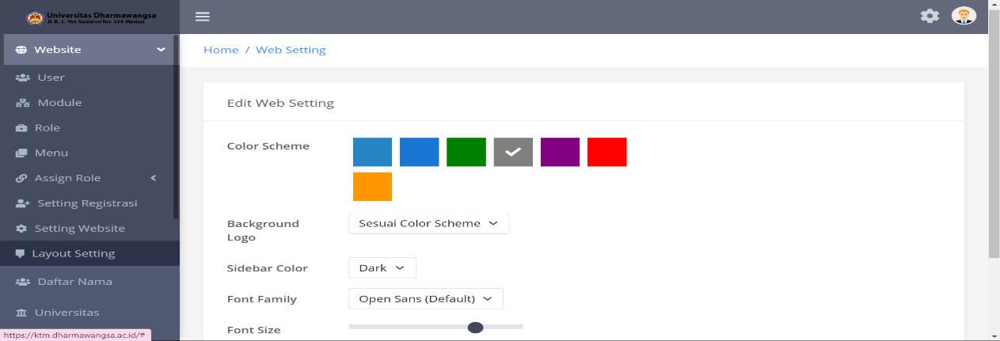 Universitas Dharmawangsa
Jl. K. L. Yos Sudarso No. 224 Medan
Website
User
Module
Role
Menu
Assign Role
Setting Registrasi
Setting Website
Layout Setting
Daftar Nama
Universitas
https://ktm.dharmawangsa.ac.id/#
Home / Web Setting
Edit Web Setting
Color Scheme
Background
Logo
Sesuai Color Scheme
Sidebar Color
Dark
Font Family
Open Sans (Default)
Font Size